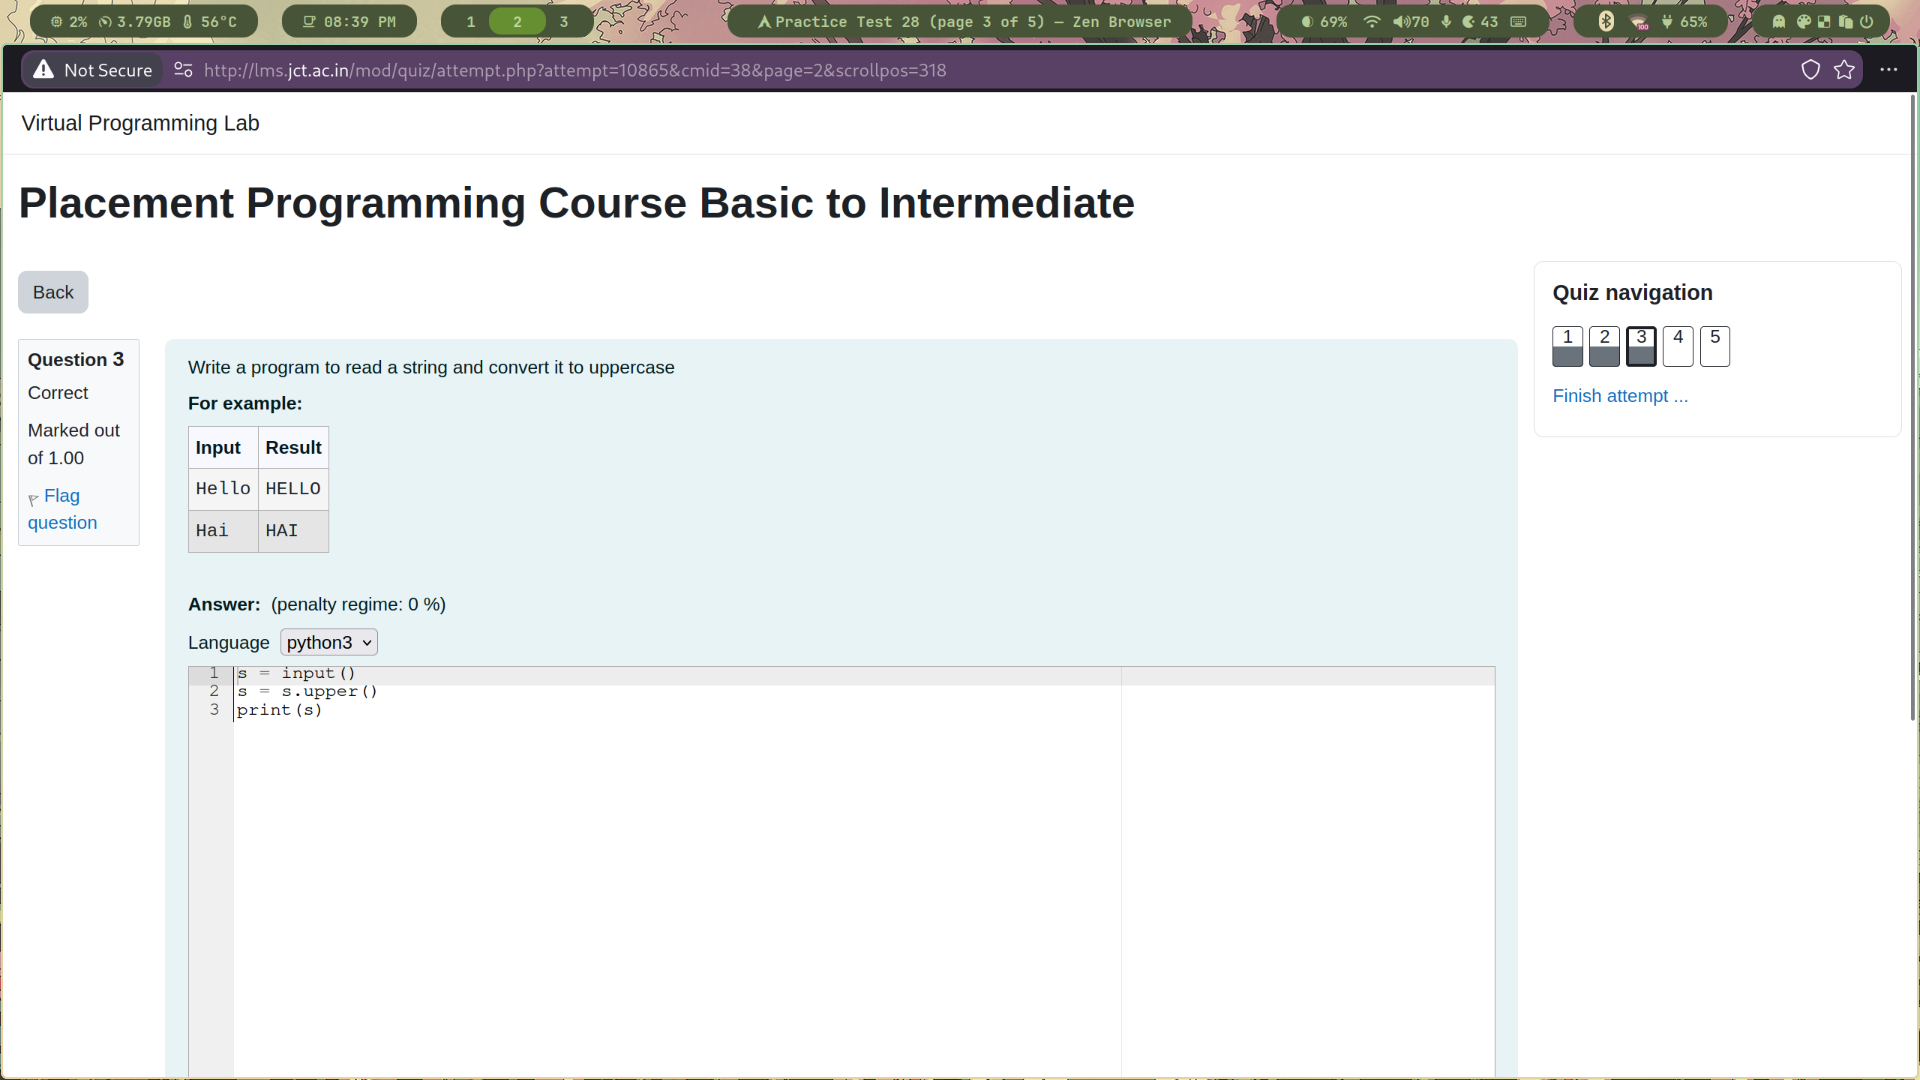 2% 3.79GB 56°C
08:39 PM
1 2 3
Practice Test 28 (page 3 of 5) — Zen Browser
69% 70 43
100 65%
Not Secure http://lms.jct.ac.in/mod/quiz/attempt.php?attempt=10865&cmid=38&page=2&scrollpos=318
Virtual Programming Lab
Placement Programming Course Basic to Intermediate
Back
Question 3
Correct
Marked out
of 1.00
Flag
question
Write a program to read a string and convert it to uppercase
For example:
Input Result
Hello HELLO
Hai HAI
Answer: (penalty regime: 0 %)
Language python3
1 s = input()
2 s = s.upper()
3 print(s)
Quiz navigation
1 2 3 4 5
Finish attempt ...